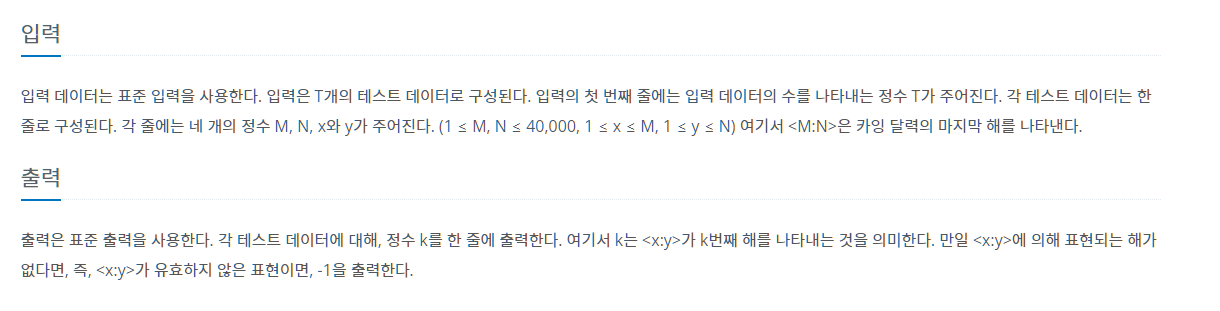 입력
입력 데이터는 표준 입력을 사용한다. 입력은 T개의 테스트 데이터로 구성된다. 입력의 첫 번째 줄에는 입력 데이터의 수를 나타내는 정수 T가 주어진다. 각 테스트 데이터는 한
줄로 구성된다. 각 줄에는 네 개의 정수 M, N, x와 y가 주어진다. (1 ≤ M, N ≤ 40,000, 1 ≤ x ≤ M, 1 ≤ y ≤ N) 여기서 <M:N>은 카잉 달력의 마지막 해를 나타낸다.
출력
출력은 표준 출력을 사용한다. 각 테스트 데이터에 대해, 정수 k를 한 줄에 출력한다. 여기서 k는 <x:y>가 k번째 해를 나타내는 것을 의미한다. 만일 <x:y>에 의해 표현되는 해가
없다면, 즉, <x:y>가 유효하지 않은 표현이면, -1을 출력한다.